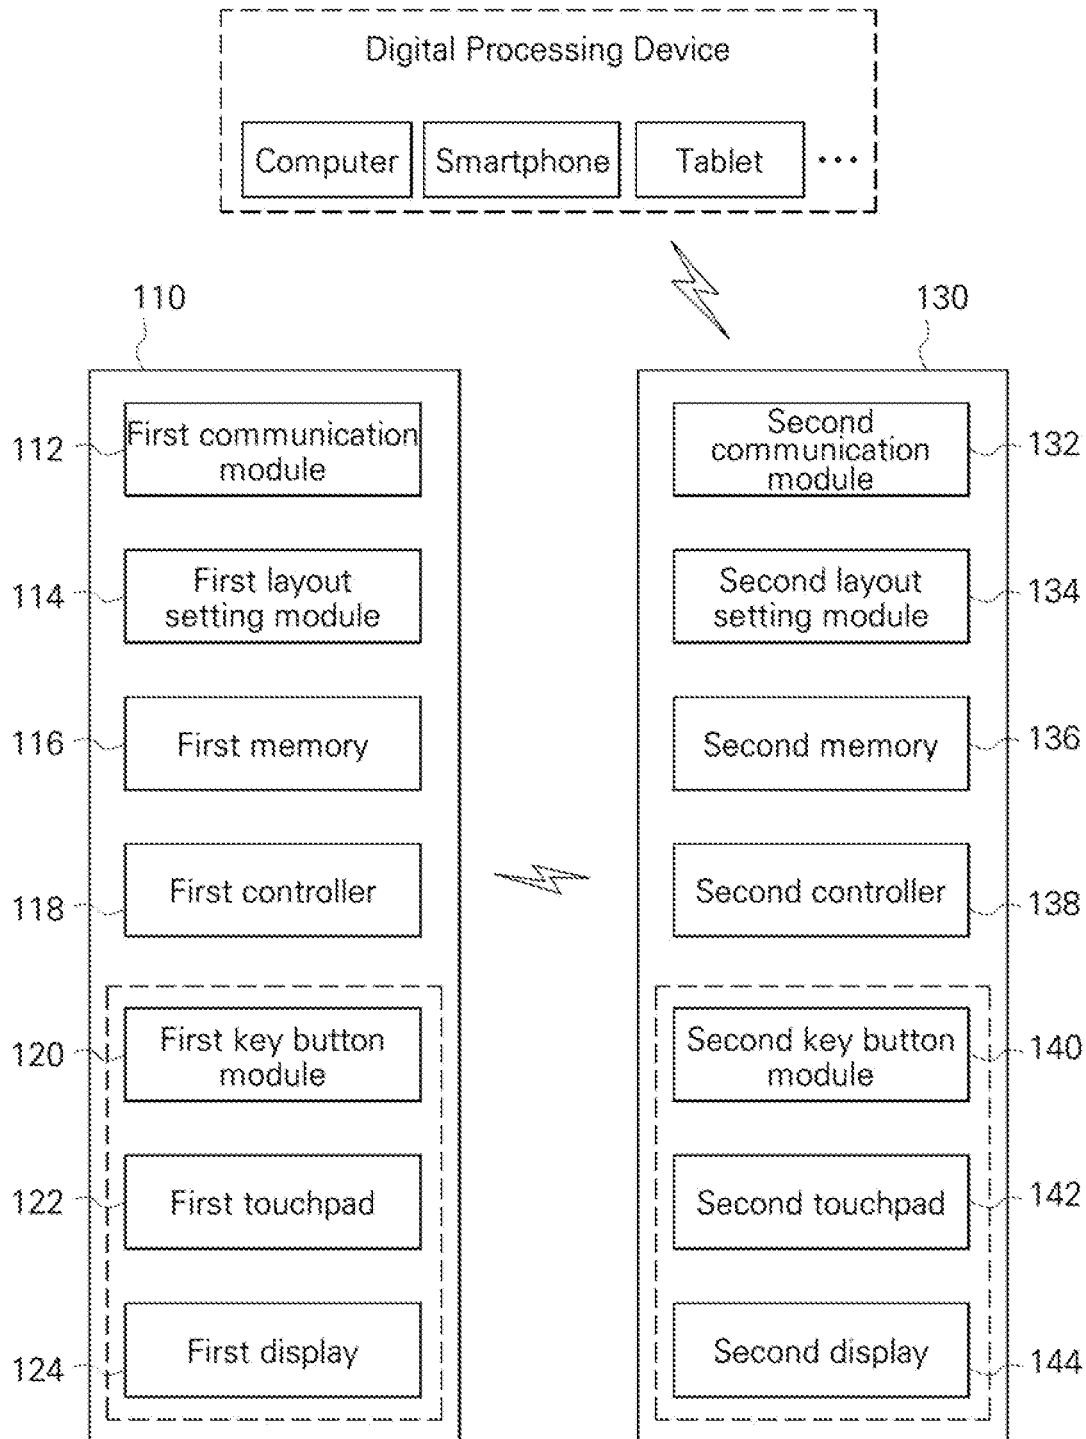 Digital Processing Device
Computer
Smartphone
Tablet
...
110
130
112
First communication
module
Second
communication
module
132
114
First layout
setting module
Second layout
setting module
134
116
First memory
Second memory
136
118
First controller
Second controller
138
120
First key button
module
Second key button
module
140
122
First touchpad
Second touchpad
142
124
First display
Second display
144